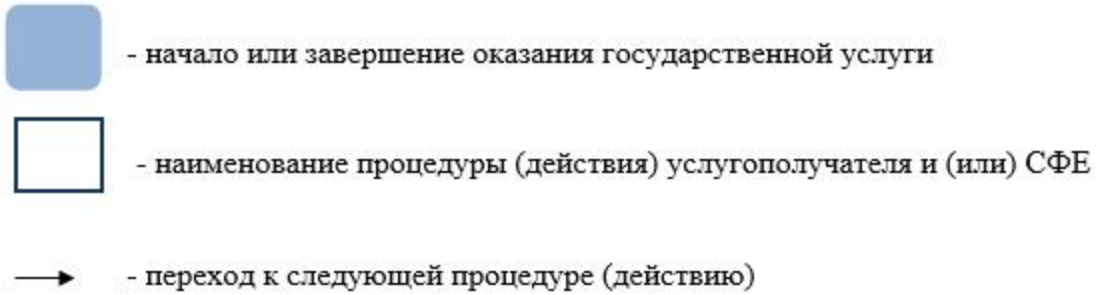 - начало или завершение оказания государственной услуги
- наименование процедуры (действия) услугополучателя и (или) СФЕ
- переход к следующей процедуре (действию)